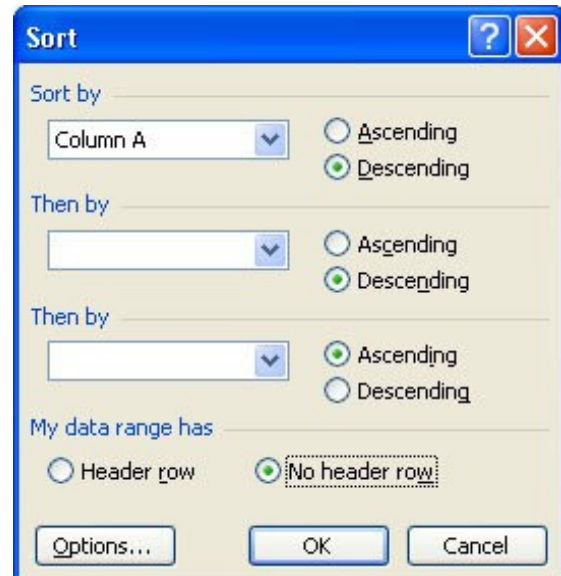 Sort
Sort by
Column A
Ascending
Descending
Then by
Ascending
Descending
Then by
Ascending
Descending
My data range has
Header row
No header row
Options...
OK
Cancel